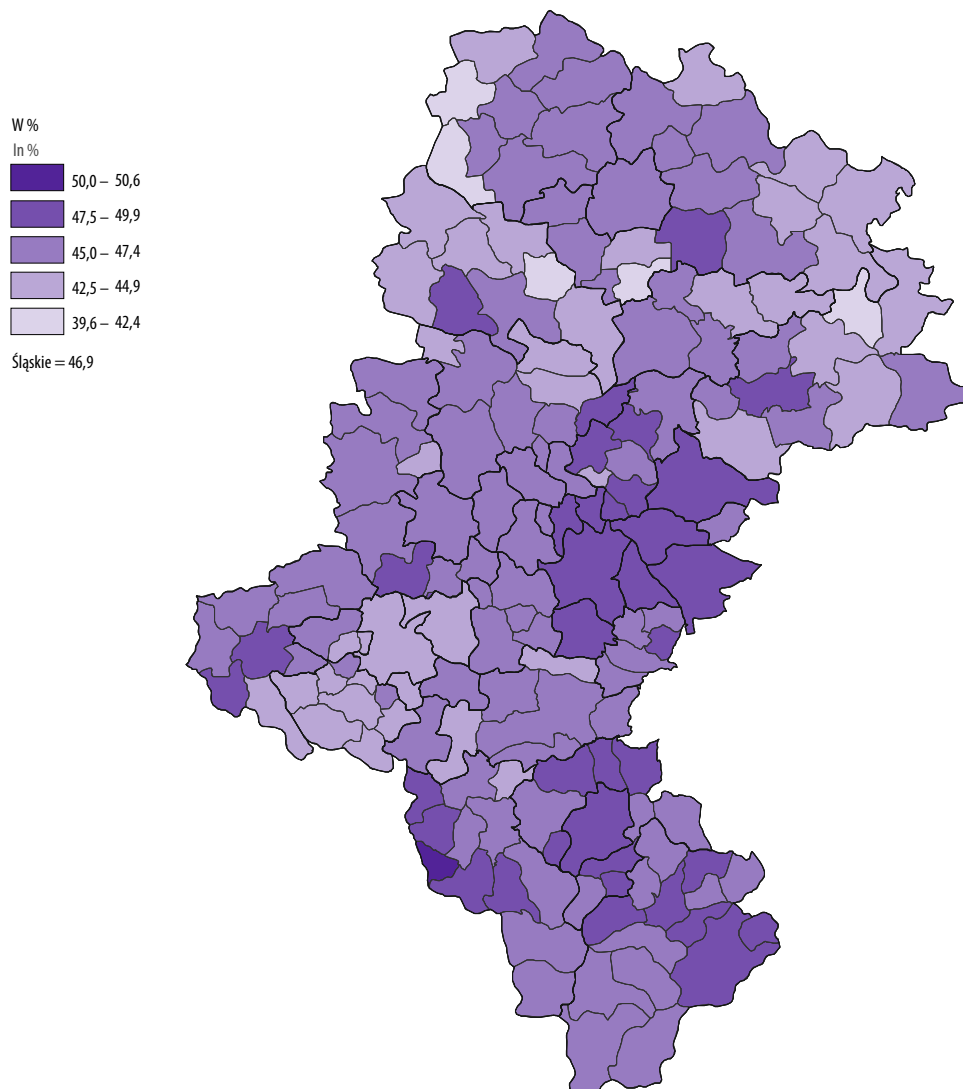 W %
In %
50,0 – 50,6
47,5 – 49,9
45,0 – 47,4
42,5 – 44,9
39,6 – 42,4
Śląskie = 46,9